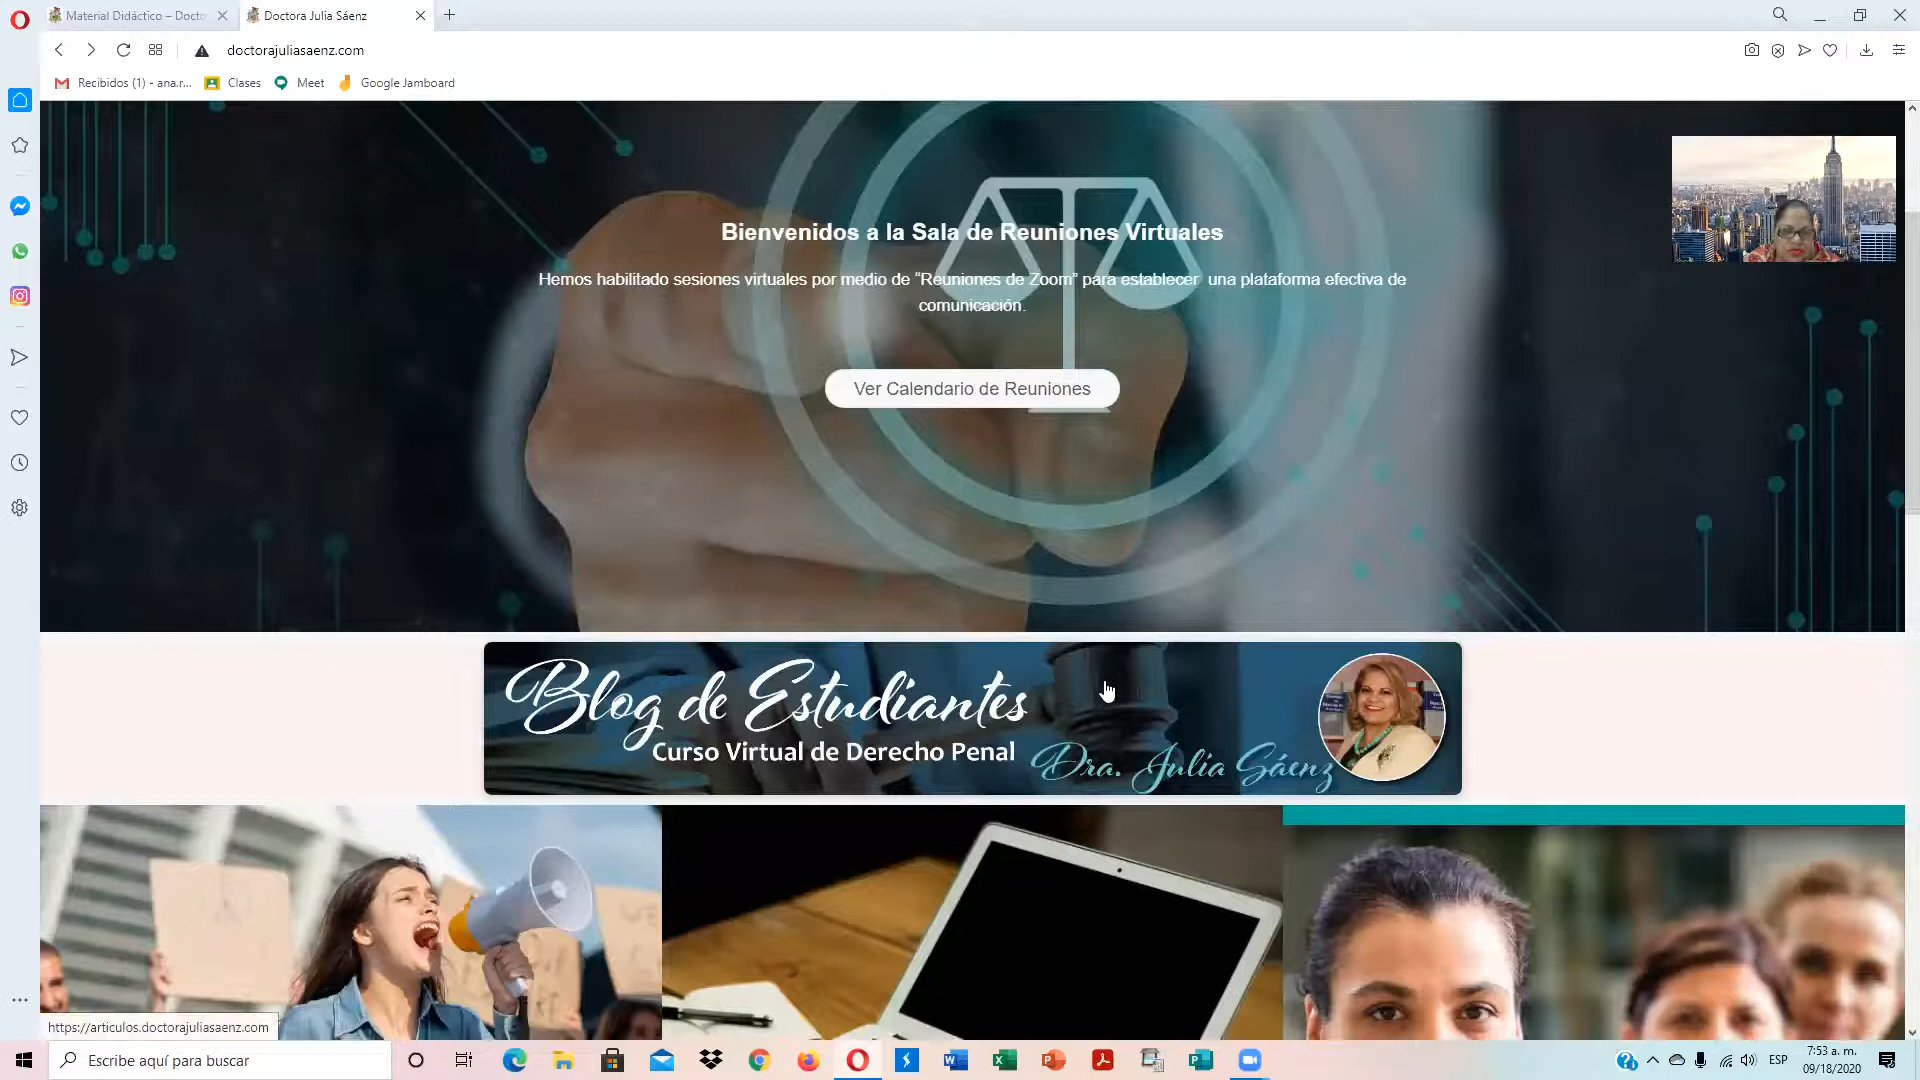 Material Didáctico – Docto
Doctora Julia Sáenz
doctorajuliasaenz.com
Recibidos (1) - ana.r...
Clases
Meet
Google Jamboard
Bienvenidos a la Sala de Reuniones Virtuales
Hemos habilitado sesiones virtuales por medio de “Reuniones de Zoom” para establecer una plataforma efectiva de
comunicación.
Ver Calendario de Reuniones
Blog de Estudiantes
Curso Virtual de Derecho Penal
Dra. Julia Sáenz
https://articulos.doctorajuliasaenz.com
Escribe aquí para buscar
ESP
7:53 a. m.
09/18/2020